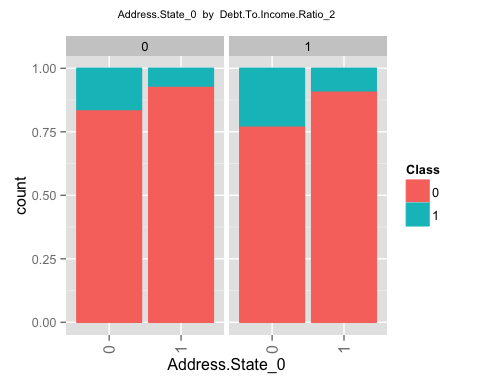 Address.State_0 by Debt.To.Income.Ratio_2
0 1
1.00
0.75
0.50
0.25
0.00
count
0 1 0 1
Address.State_0
Class
0
1